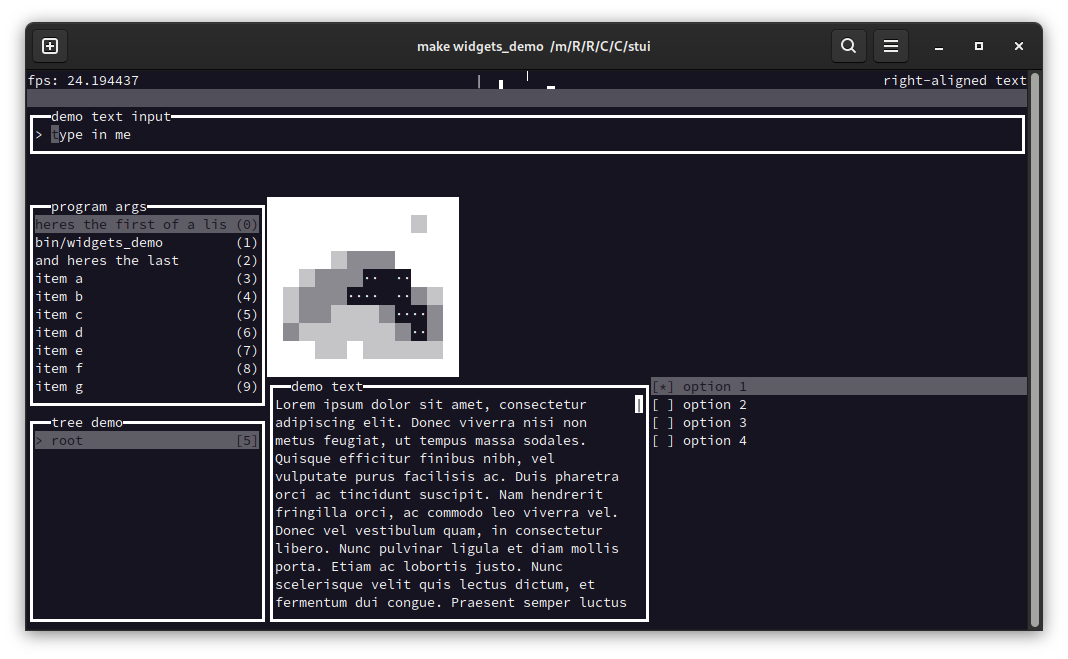 make widgets_demo /m/R/R/C/C/stui
fps: 24.194437
right-aligned text
demo text input
> type in me
program args
heres the first of a lis (0)
bin/widgets_demo (1)
and heres the last (2)
item a (3)
item b (4)
item c (5)
item d (6)
item e (7)
item f (8)
item g (9)
tree demo
> root [5]
demo text
Lorem ipsum dolor sit amet, consectetur
adipiscing elit. Donec viverra nisi non
metus feugiat, ut tempus massa sodales.
Quisque efficitur finibus nibh, vel
vulputate purus facilisis ac. Duis pharetra
orci ac tincidunt suscipit. Nam hendrerit
fringilla orci, ac commodo leo viverra vel.
Donec vel vestibulum quam, in consectetur
libero. Nunc pulvinar ligula et diam mollis
porta. Etiam ac lobortis justo. Nunc
scelerisque velit quis lectus dictum, et
fermentum dui congue. Praesent semper luctus
[*] option 1
[ ] option 2
[ ] option 3
[ ] option 4